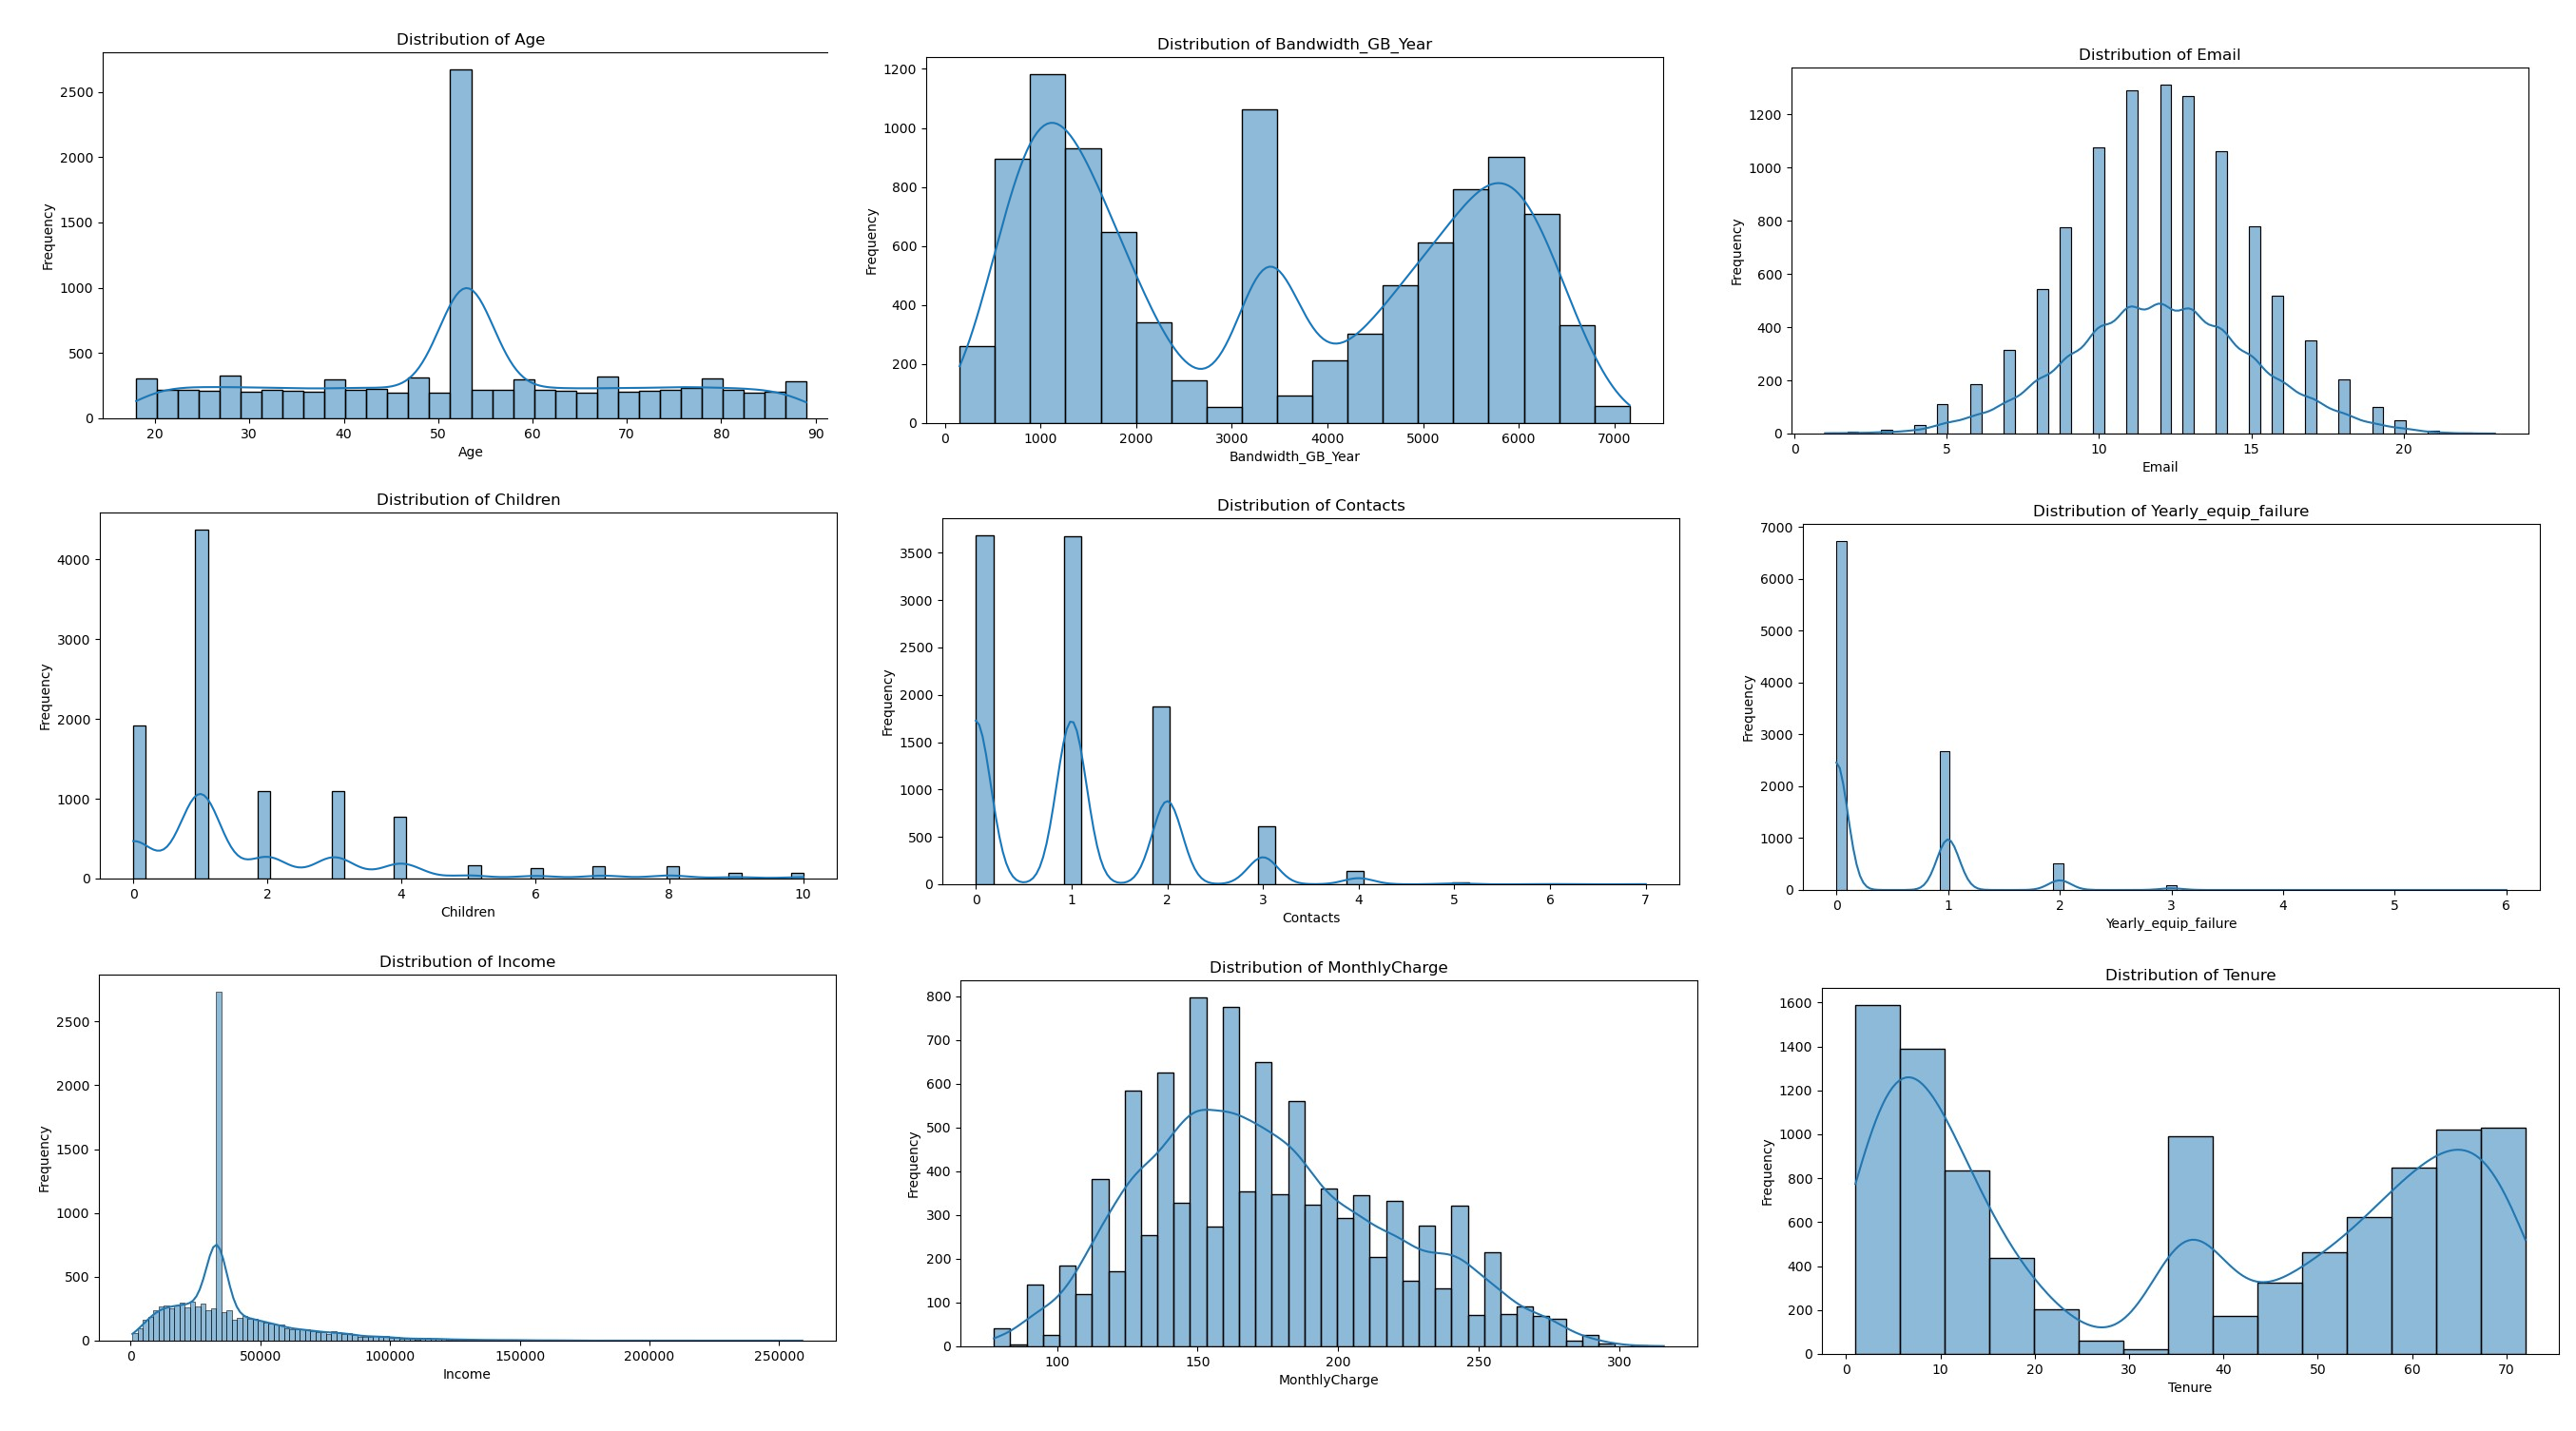 Distribution of Age
Frequency
2500
2000
1500
1000
500
0
20 30 40 50 60 70 80 90
Age
Distribution of Bandwidth_GB_Year
Frequency
1200
1000
800
600
400
200
0
0 1000 2000 3000 4000 5000 6000 7000
Bandwidth_GB_Year
Distribution of Email
Frequency
1200
1000
800
600
400
200
0
0 5 10 15 20
Email
Distribution of Children
Frequency
4000
3000
2000
1000
0
0 2 4 6 8 10
Children
Distribution of Contacts
Frequency
3500
3000
2500
2000
1500
1000
500
0
0 1 2 3 4 5 6 7
Contacts
Distribution of Yearly_equip_failure
Frequency
7000
6000
5000
4000
3000
2000
1000
0
0 1 2 3 4 5 6
Yearly_equip_failure
Distribution of Income
Frequency
2500
2000
1500
1000
500
0
0 50000 100000 150000 200000 250000
Income
Distribution of MonthlyCharge
Frequency
800
700
600
500
400
300
200
100
0
100 150 200 250 300
MonthlyCharge
Distribution of Tenure
Frequency
1600
1400
1200
1000
800
600
400
200
0
0 10 20 30 40 50 60 70
Tenure